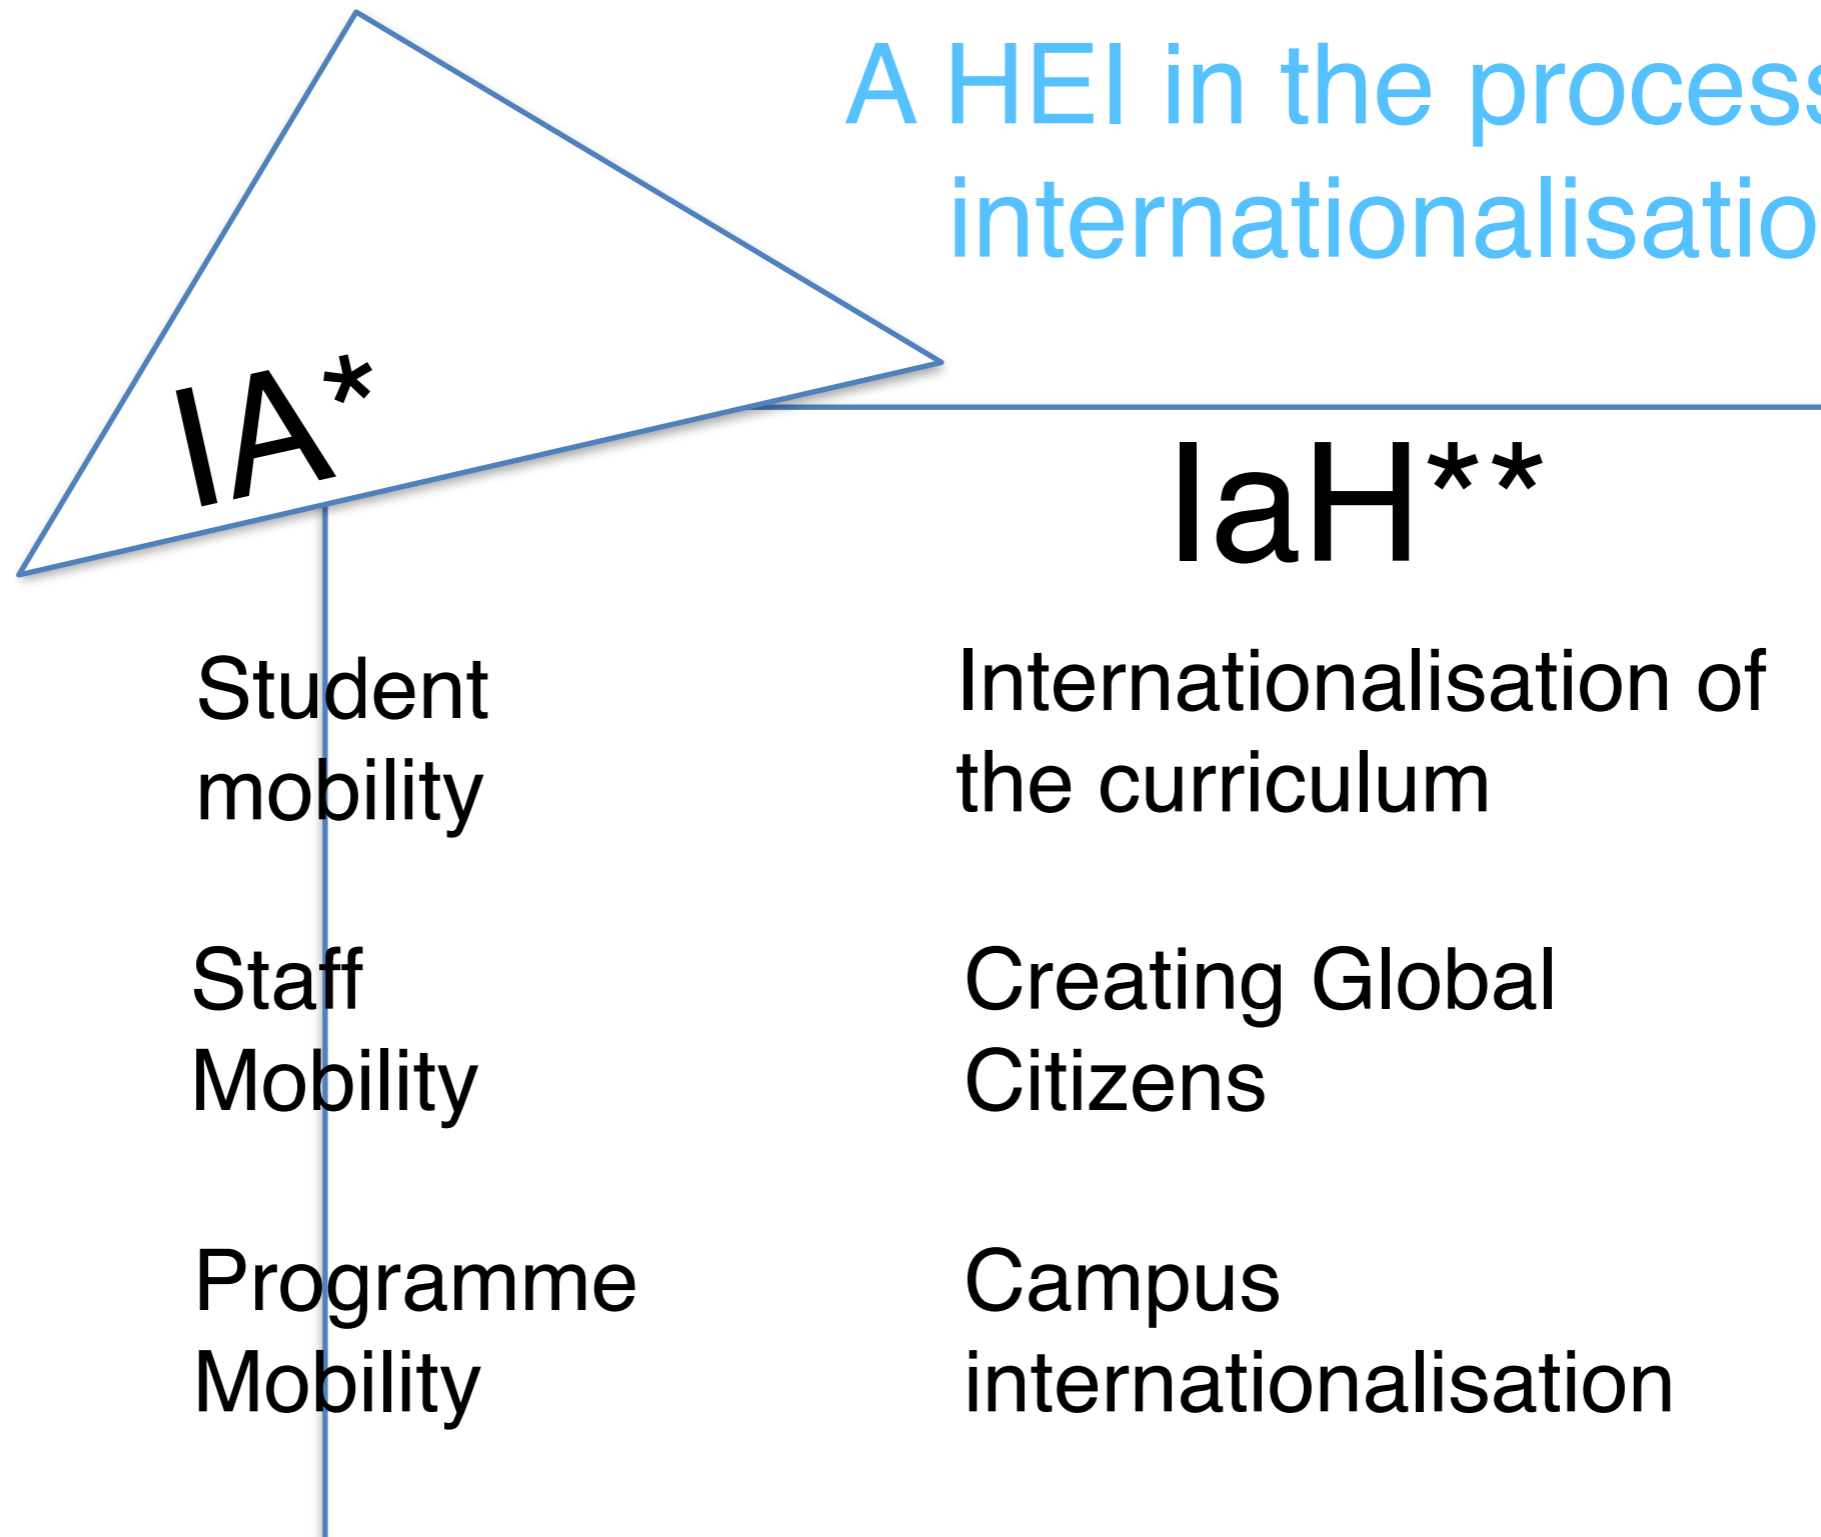 A HEI in the process
internationalisatio
IA*
IaH**
Student
mobility
Internationalisation of
the curriculum
Staff
Mobility
Creating Global
Citizens
Programme
Mobility
Campus
internationalisation